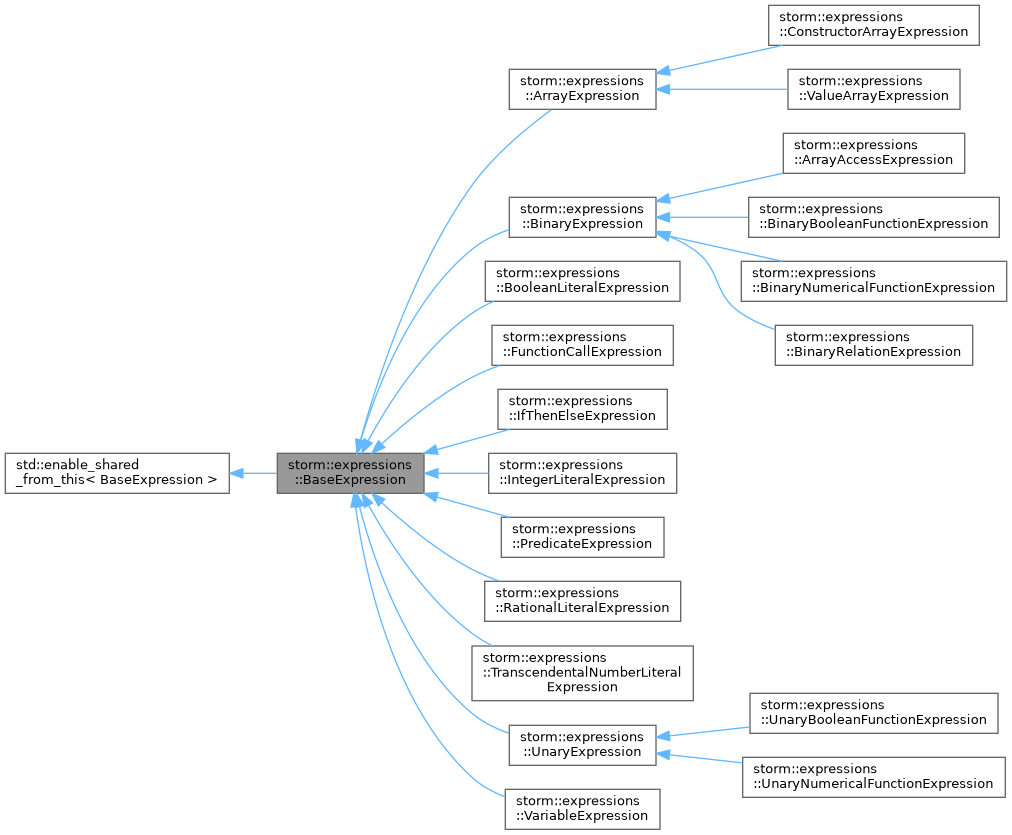 storm::expressions
::ConstructorArrayExpression
storm::expressions
::ArrayExpression
storm::expressions
::ValueArrayExpression
storm::expressions
::ArrayAccessExpression
storm::expressions
::BinaryExpression
storm::expressions
::BinaryBooleanFunctionExpression
storm::expressions
::BooleanLiteralExpression
storm::expressions
::BinaryNumericalFunctionExpression
storm::expressions
::FunctionCallExpression
storm::expressions
::BinaryRelationExpression
storm::expressions
::IfThenElseExpression
std::enable_shared
_from_this< BaseExpression >
storm::expressions
::BaseExpression
storm::expressions
::IntegerLiteralExpression
storm::expressions
::PredicateExpression
storm::expressions
::RationalLiteralExpression
storm::expressions
::TranscendentalNumberLiteral
Expression
storm::expressions
::UnaryExpression
storm::expressions
::UnaryBooleanFunctionExpression
storm::expressions
::UnaryNumericalFunctionExpression
storm::expressions
::VariableExpression